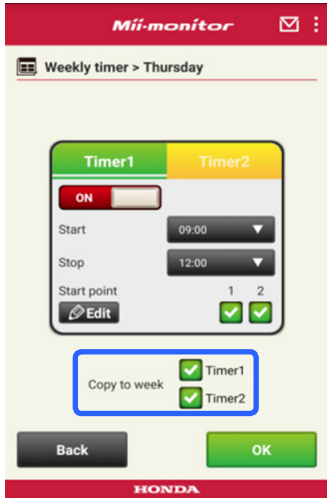 Mii-monitor
Weekly timer > Thursday
Timer1 Timer2
ON
Start 09:00
Stop 12:00
Start point 1 2
Edit
Copy to week
Timer1
Timer2
Back OK
HONDA